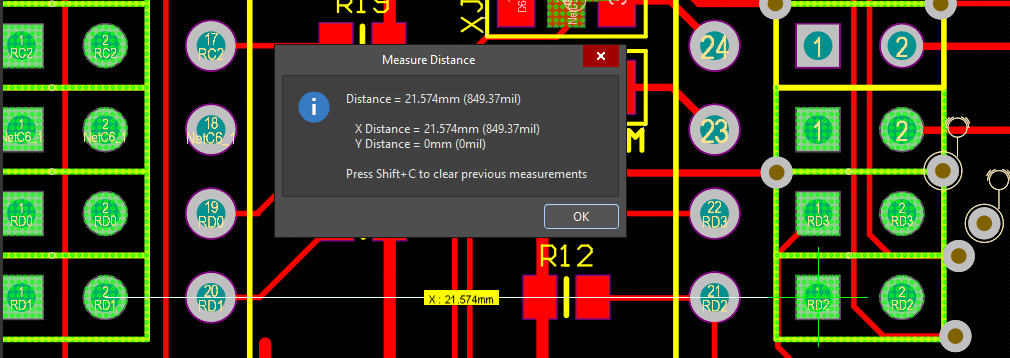 R19
XJ
D6
1
RC2
2
RC2
17
RC2
24
1
2
Measure Distance
Distance = 21.574mm (849.37mil)
X Distance = 21.574mm (849.37mil)
Y Distance = 0mm (0mil)
Press Shift+C to clear previous measurements
OK
1
NetC6_1
2
NetC6_1
18
NetC6_1
23
M
1
2
1
RD0
2
RD0
19
RD0
22
RD3
1
RD3
2
RD3
R12
1
RD1
2
RD1
20
RD1
X : 21.574mm
21
RD2
1
RD2
2
RD2